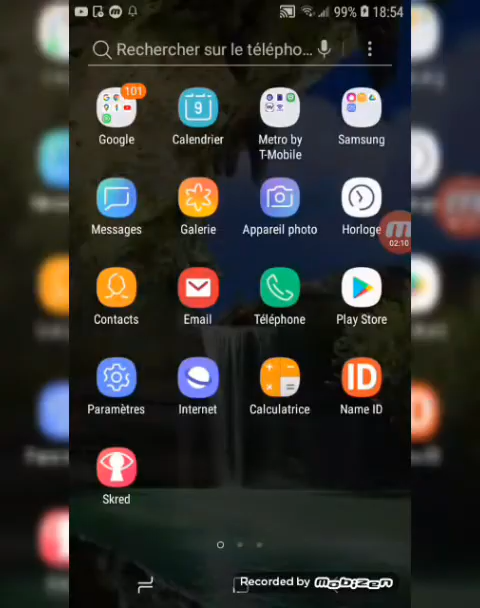 99% 18:54
Rechercher sur le télépho...
101
Google
9
Calendrier
Metro by
T-Mobile
Samsung
Messages
Galerie
Appareil photo
Horloge
02:10
Contacts
Email
Téléphone
Play Store
Paramètres
Internet
Calculatrice
ID
Name ID
Skred
Recorded by mobizen